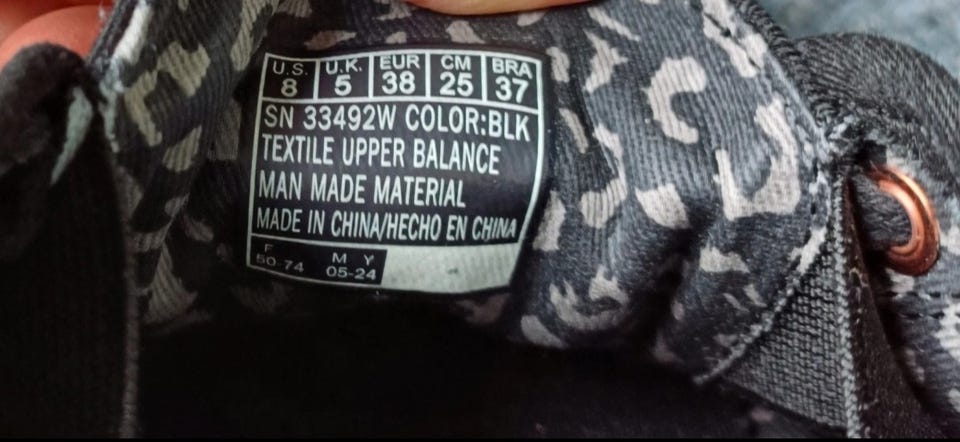 U.S. U.K. EUR CM BRA
8 5 38 25 37
SN 33492W COLOR:BLK
TEXTILE UPPER BALANCE
MAN MADE MATERIAL
MADE IN CHINA/HECHO EN CHINA
F M Y
50-74 05-24